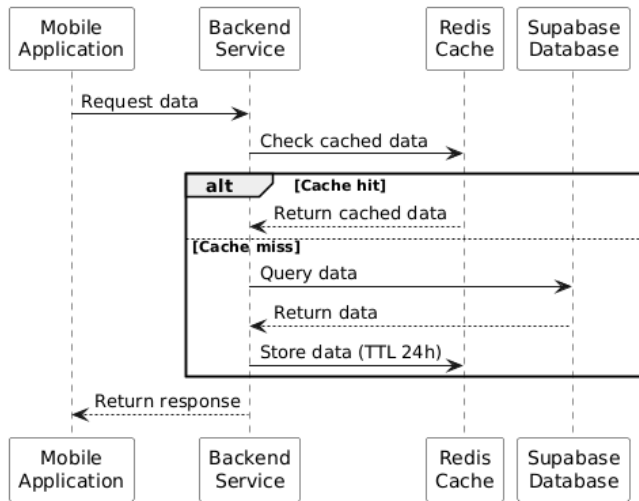 Mobile
Application
Backend
Service
Redis
Cache
Supabase
Database
Request data
Check cached data
alt [Cache hit]
Return cached data
[Cache miss]
Query data
Return data
Store data (TTL 24h)
Return response
Mobile
Application
Backend
Service
Redis
Cache
Supabase
Database